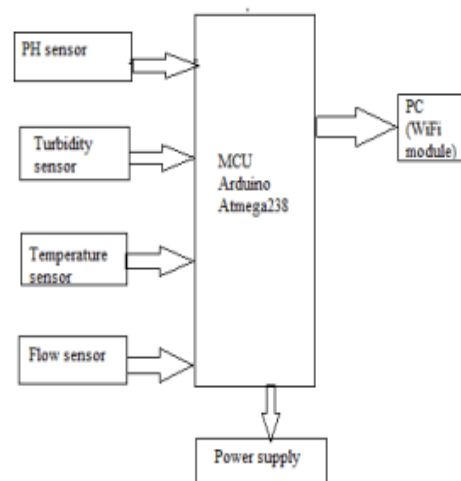 PH sensor
Turbidity
sensor
Temperature
sensor
Flow sensor
MCU
Arduino
Atmega238
PC
(WiFi
module)
Power supply